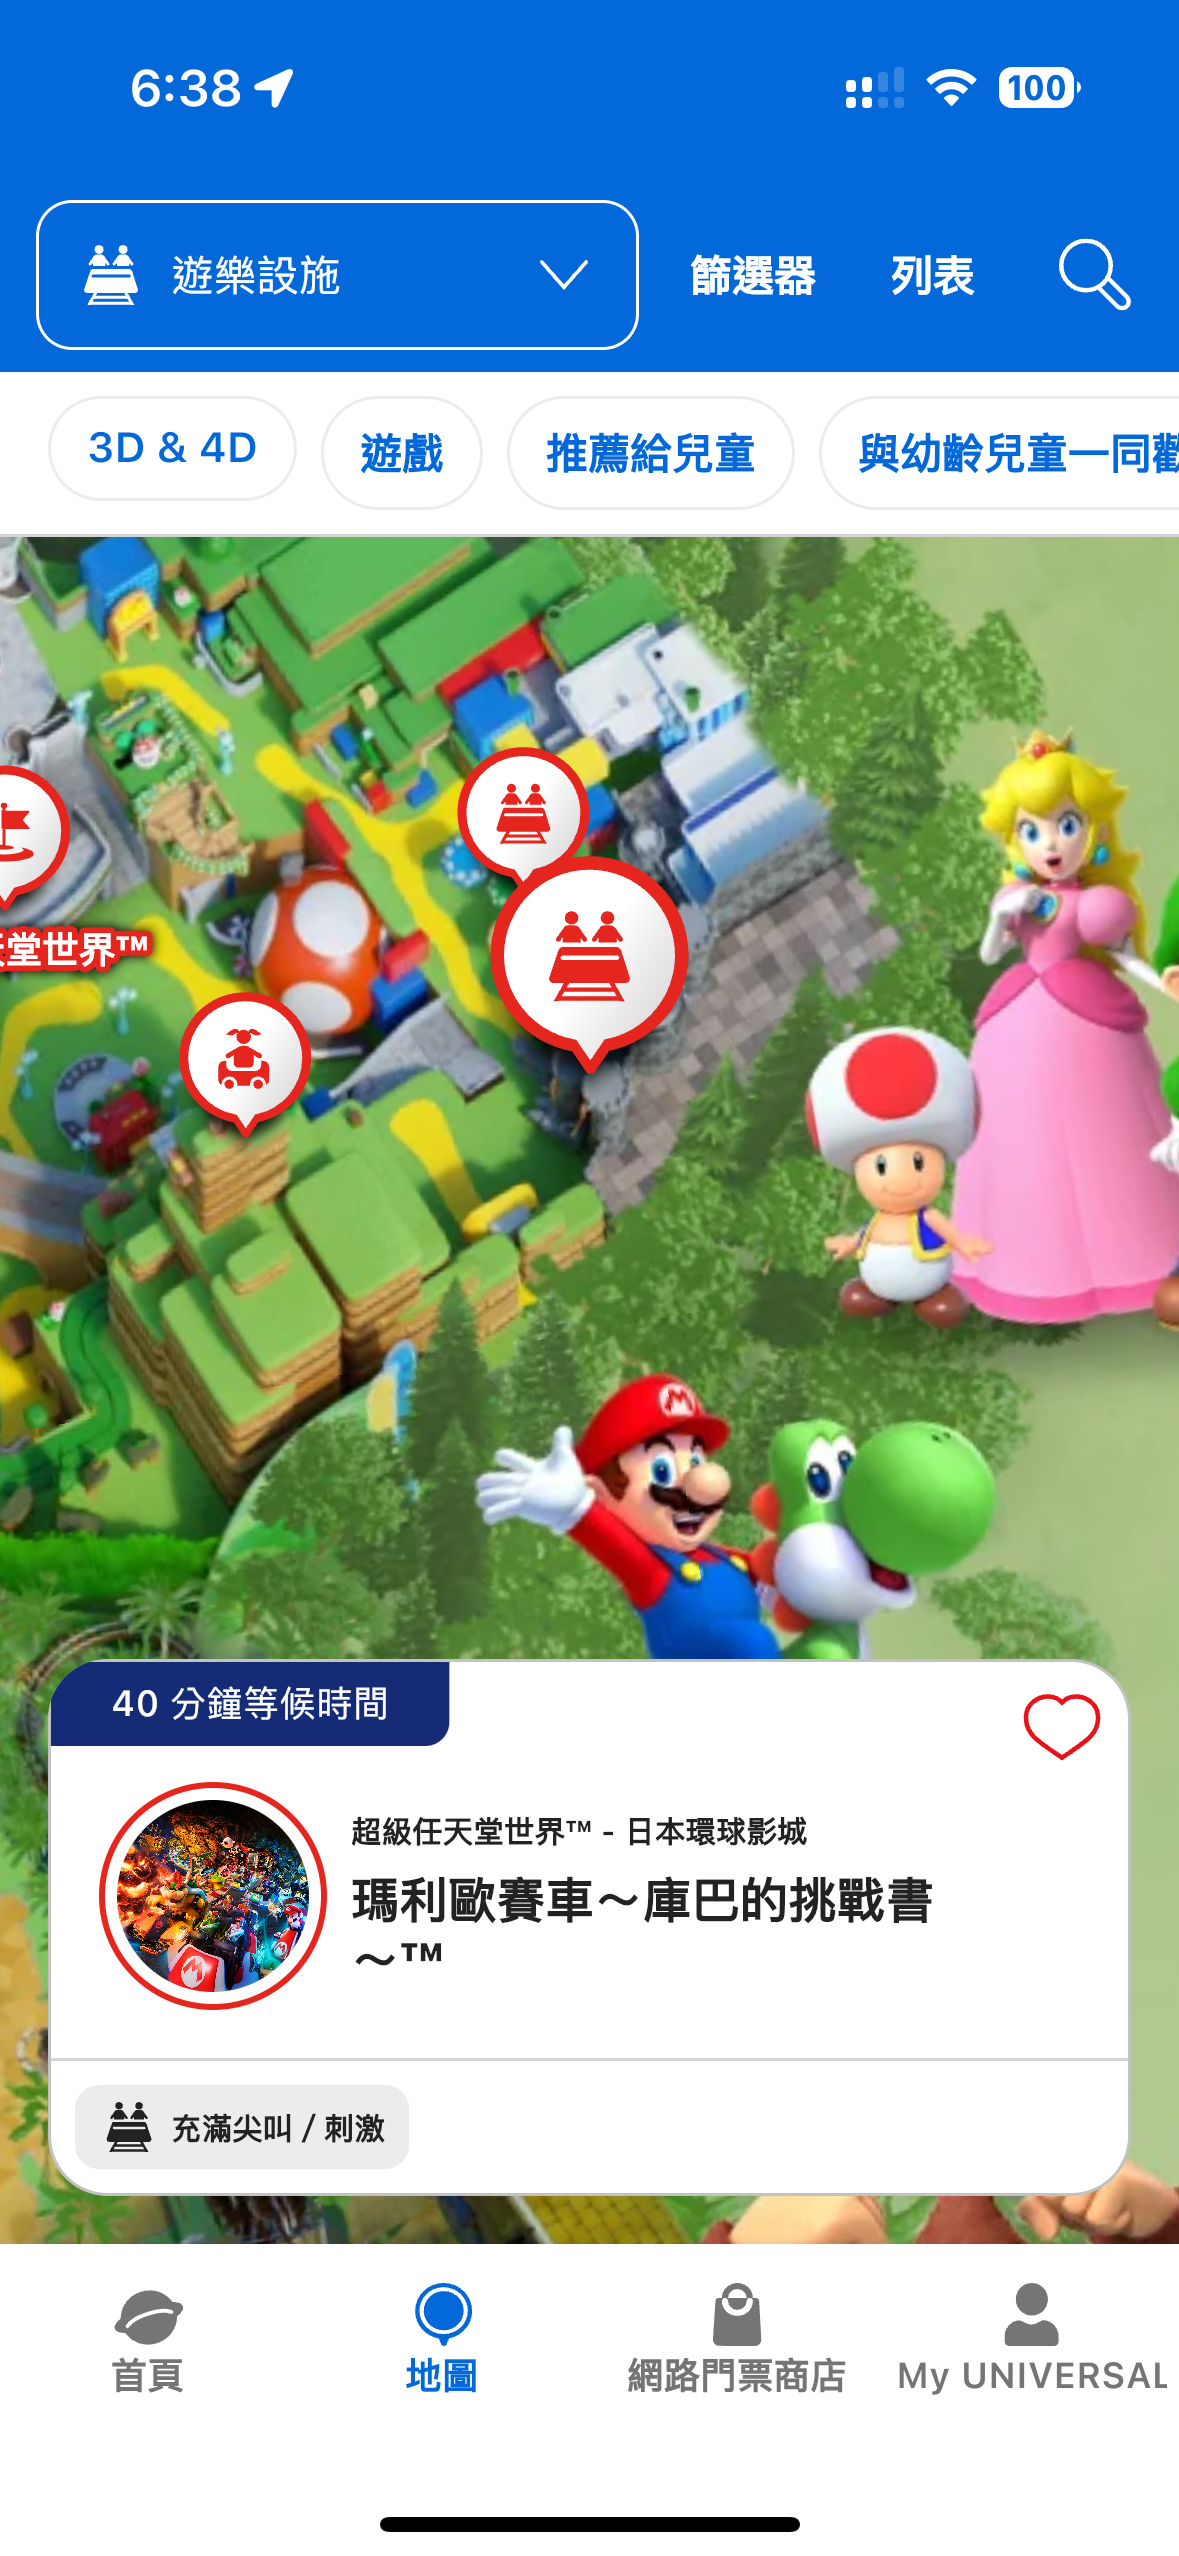 6:38
100
遊樂設施
篩選器
列表
3D & 4D
遊戲
推薦給兒童
與幼齡兒童一同歡
天堂世界™
40 分鐘等候時間
超級任天堂世界™ - 日本環球影城
瑪利歐賽車～庫巴的挑戰書
～™
充滿尖叫 / 刺激
首頁
地圖
網路門票商店
My UNIVERSAL